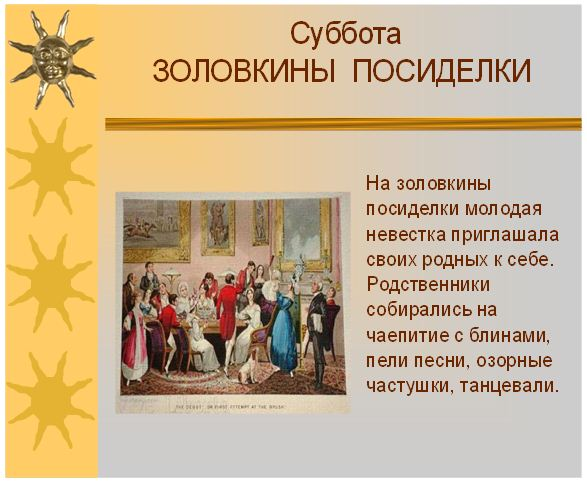 Суббота
ЗОЛОВКИНЫ ПОСИДЕЛКИ
На золовкины
посиделки молодая
невестка приглашала
своих родных к себе.
Родственники
собирались на
чаепитие с блинами,
пели песни, озорные
частушки, танцевали.
"THE DEBUT" OR FIRST ATTEMPT AT THE BRUSH"